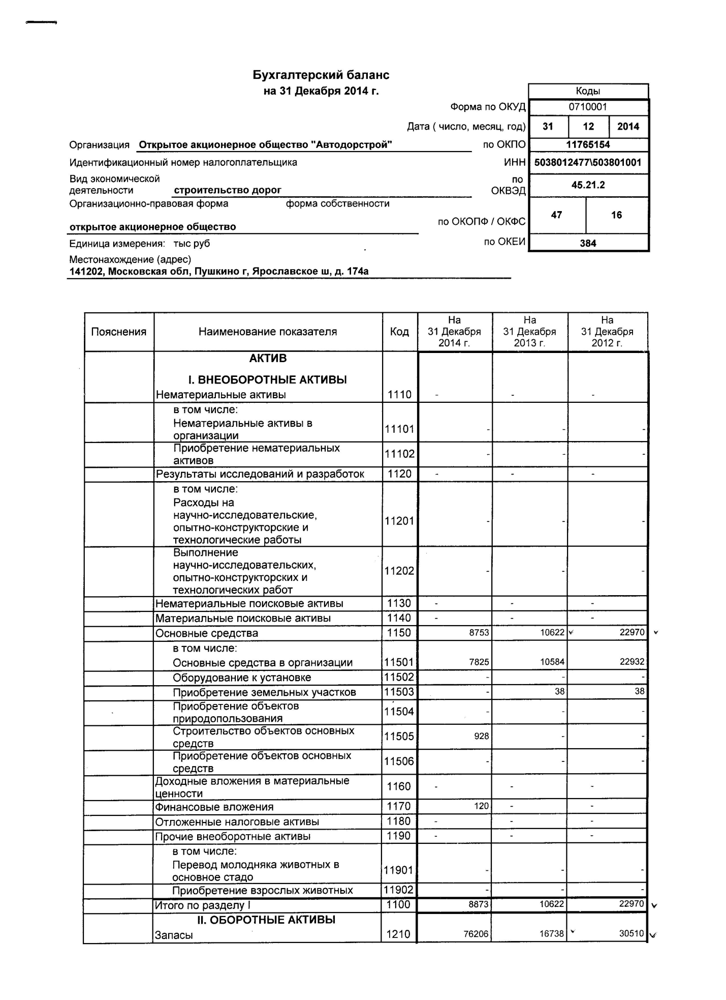 Бухгалтерский баланс
на 31 Декабря 2014 г.
Коды
Форма по ОКУД 0710001
Дата ( число, месяц, год) 31 12 2014
Организация Открытое акционерное общество "Автодорстрой" по ОКПО 11765154
Идентификационный номер налогоплательщика ИНН 5038012477\503801001
Вид экономической
деятельности строительство дорог по
ОКВЭД 45.21.2
Организационно-правовая форма форма собственности
47 16
открытое акционерное общество по ОКОПФ / ОКФС
Единица измерения: тыс руб по ОКЕИ 384
Местонахождение (адрес)
141202, Московская обл, Пушкино г, Ярославское ш, д. 174а
Пояснения Наименование показателя Код На
31 Декабря
2014 г. На
31 Декабря
2013 г. На
31 Декабря
2012 г.
АКТИВ
I. ВНЕОБОРОТНЫЕ АКТИВЫ
Нематериальные активы 1110 - - -
в том числе:
Нематериальные активы в
организации 11101 - - -
Приобретение нематериальных
активов 11102 - - -
Результаты исследований и разработок 1120 - - -
в том числе:
Расходы на
научно-исследовательские,
опытно-конструкторские и
технологические работы 11201 - - -
Выполнение
научно-исследовательских,
опытно-конструкторских и
технологических работ 11202 - - -
Нематериальные поисковые активы 1130 - - -
Материальные поисковые активы 1140 - - -
Основные средства 1150 8753 10622 22970
в том числе:
Основные средства в организации 11501 7825 10584 22932
Оборудование к установке 11502 - - -
Приобретение земельных участков 11503 - 38 38
Приобретение объектов
природопользования 11504 - - -
Строительство объектов основных
средств 11505 928 - -
Приобретение объектов основных
средств 11506 - - -
Доходные вложения в материальные
ценности 1160 - - -
Финансовые вложения 1170 120 - -
Отложенные налоговые активы 1180 - - -
Прочие внеоборотные активы 1190 - - -
в том числе:
Перевод молодняка животных в
основное стадо 11901 - - -
Приобретение взрослых животных 11902 - - -
Итого по разделу I 1100 8873 10622 22970
II. ОБОРОТНЫЕ АКТИВЫ
Запасы 1210 76206 16738 30510